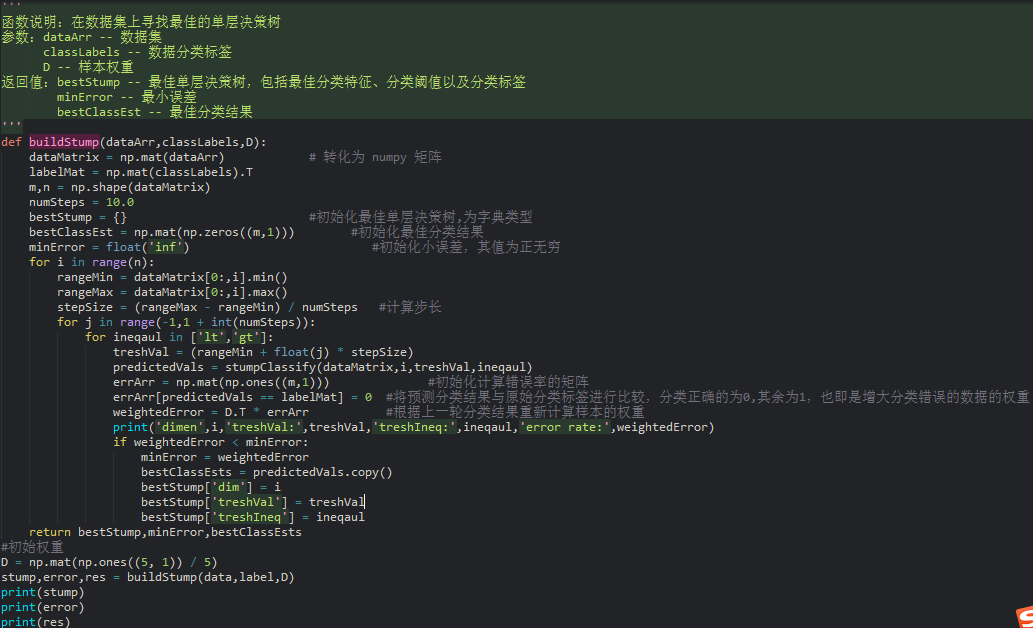 '''
函数说明：在数据集上寻找最佳的单层决策树
参数：dataArr -- 数据集
      classLabels -- 数据分类标签
      D -- 样本权重
返回值：bestStump -- 最佳单层决策树，包括最佳分类特征、分类阈值以及分类标签
        minError -- 最小误差
        bestClassEst -- 最佳分类结果
'''
def buildStump(dataArr,classLabels,D):
    dataMatrix = np.mat(dataArr)            # 转化为 numpy 矩阵
    labelMat = np.mat(classLabels).T
    m,n = np.shape(dataMatrix)
    numSteps = 10.0
    bestStump = {}                          #初始化最佳单层决策树,为字典类型
    bestClassEst = np.mat(np.zeros((m,1)))        #初始化最佳分类结果
    minError = float('inf')                          #初始化小误差，其值为正无穷
    for i in range(n):
        rangeMin = dataMatrix[0:,i].min()
        rangeMax = dataMatrix[0:,i].max()
        stepSize = (rangeMax - rangeMin) / numSteps   #计算步长
        for j in range(-1,1 + int(numSteps)):
            for ineqaul in ['lt','gt']:
                treshVal = (rangeMin + float(j) * stepSize)
                predictedVals = stumpClassify(dataMatrix,i,treshVal,ineqaul)
                errArr = np.mat(np.ones((m,1)))              #初始化计算错误率的矩阵
                errArr[predictedVals == labelMat] = 0  #将预测分类结果与原始分类标签进行比较，分类正确的为0,其余为1，也即是增大分类错误的数据的权重
                weightedError = D.T * errArr           #根据上一轮分类结果重新计算样本的权重
                print('dimen',i,'treshVal:',treshVal,'treshIneq:',ineqaul,'error rate:',weightedError)
                if weightedError < minError:
                    minError = weightedError
                    bestClassEsts = predictedVals.copy()
                    bestStump['dim'] = i
                    bestStump['treshVal'] = treshVal
                    bestStump['treshIneq'] = ineqaul
    return bestStump,minError,bestClassEsts
#初始权重
D = np.mat(np.ones((5, 1)) / 5)
stump,error,res = buildStump(data,label,D)
print(stump)
print(error)
print(res)